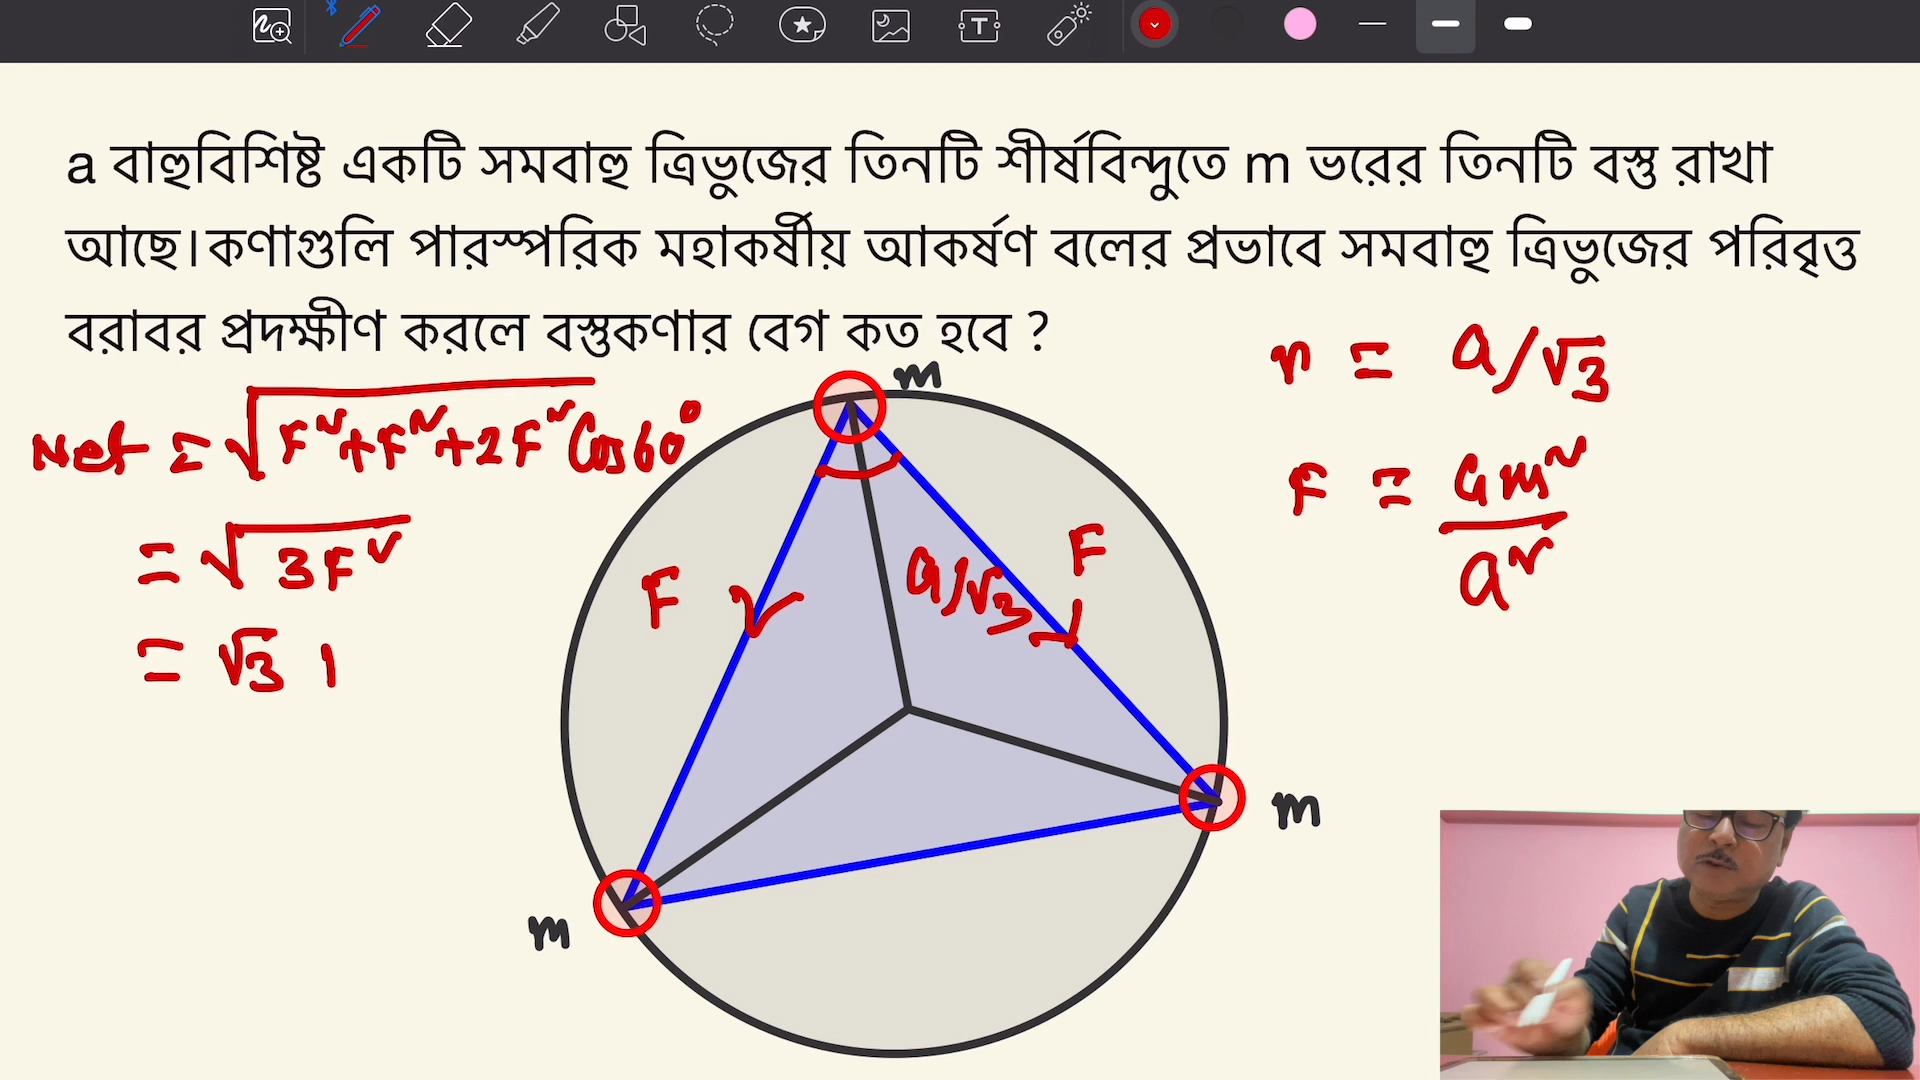 a বাহুবিশিষ্ট একটি সমবাহু ত্রিভুজের তিনটি শীর্ষবিন্দুতে m ভরের তিনটি বস্তু রাখা
আছে। কণাগুলি পারস্পরিক মহাকর্ষীয় আকর্ষণ বলের প্রভাবে সমবাহু ত্রিভুজের পরিবৃত্ত
বরাবর প্রদক্ষীণ করলে বস্তুকণার বেগ কত হবে ?
r = a/√3
m
Net = √F²+F²+2F² Cos60°
F = Gm²/a²
= √3F²
F
F
a/√3
= √3 I
m
m